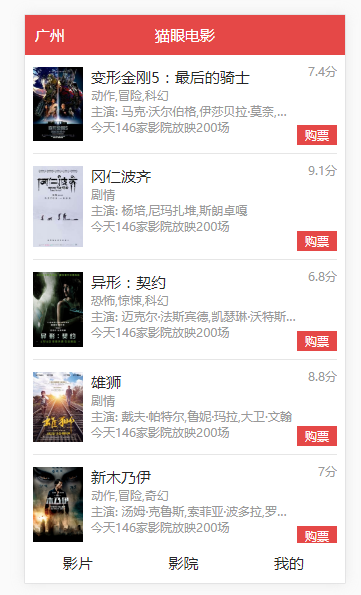 广州 猫眼电影
变形金刚5：最后的骑士 7.4分
动作,冒险,科幻
主演: 马克·沃尔伯格,伊莎贝拉·莫奈,...
今天146家影院放映200场
购票
冈仁波齐 9.1分
剧情
主演: 杨培,尼玛扎堆,斯朗卓嘎
今天146家影院放映200场
购票
异形：契约 6.8分
恐怖,惊悚,科幻
主演: 迈克尔·法斯宾德,凯瑟琳·沃特斯...
今天146家影院放映200场
购票
雄狮 8.8分
剧情
主演: 戴夫·帕特尔,鲁妮·玛拉,大卫·文翰
今天146家影院放映200场
购票
新木乃伊 7分
动作,冒险,奇幻
主演: 汤姆·克鲁斯,索菲亚·波多拉,罗...
今天146家影院放映200场
购票
影片 影院 我的